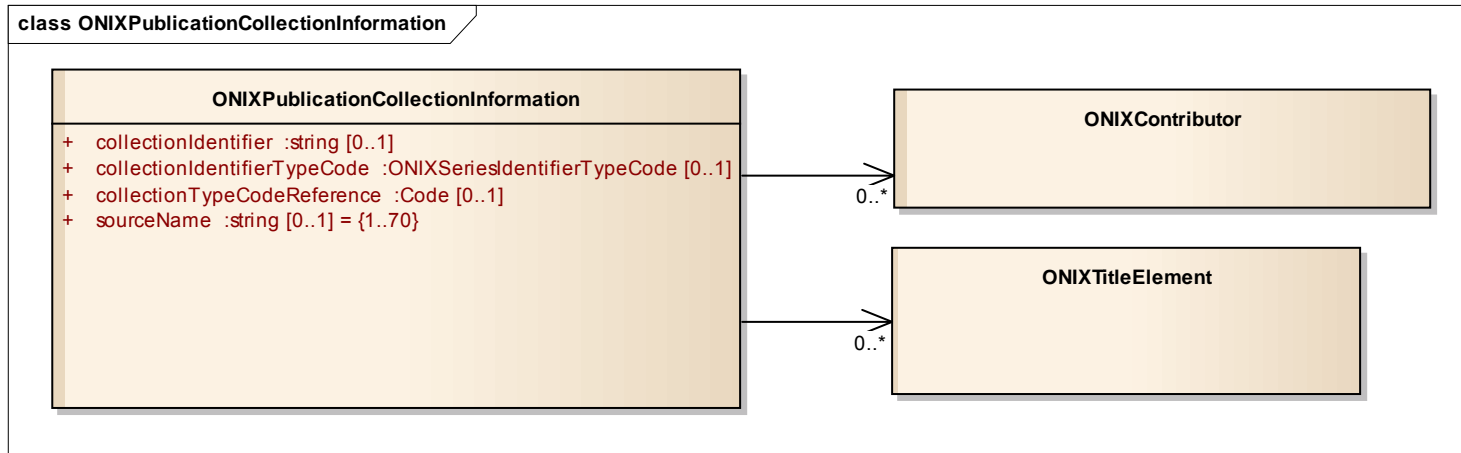 class ONIXPublicationCollectionInformation
ONIXPublicationCollectionInformation
+ collectionIdentifier :string [0..1]
+ collectionIdentifierTypeCode :ONIXSeriesIdentifierTypeCode [0..1]
+ collectionTypeCodeReference :Code [0..1]
+ sourceName :string [0..1] = {1..70}
ONIXContributor
0..*
ONIXTitleElement
0..*